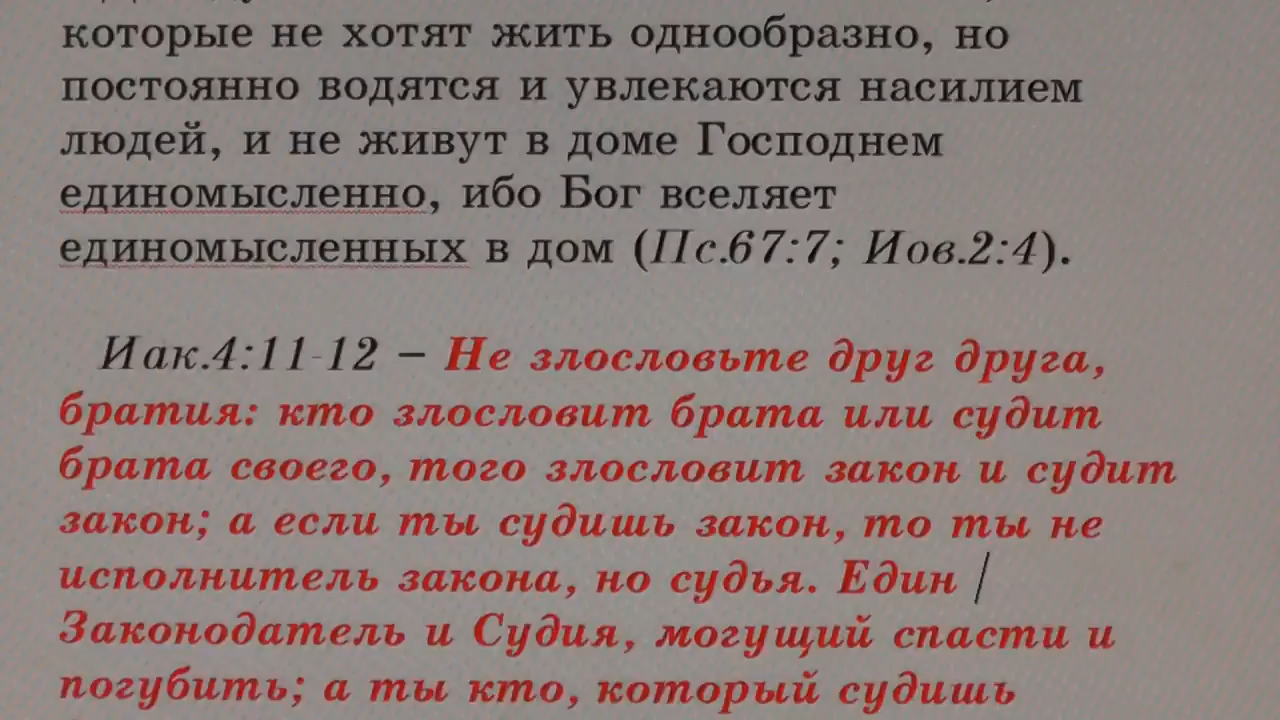 которые не хотят жить однообразно, но
постоянно водятся и увлекаются насилием
людей, и не живут в доме Господнем
единомысленно, ибо Бог вселяет
единомысленных в дом (Пс.67:7; Иов.2:4).
Иак.4:11-12 – Не злословьте друг друга,
братия: кто злословит брата или судит
брата своего, того злословит закон и судит
закон; а если ты судишь закон, то ты не
исполнитель закона, но судья. Един
Законодатель и Судия, могущий спасти и
погубить; а ты кто, который судишь